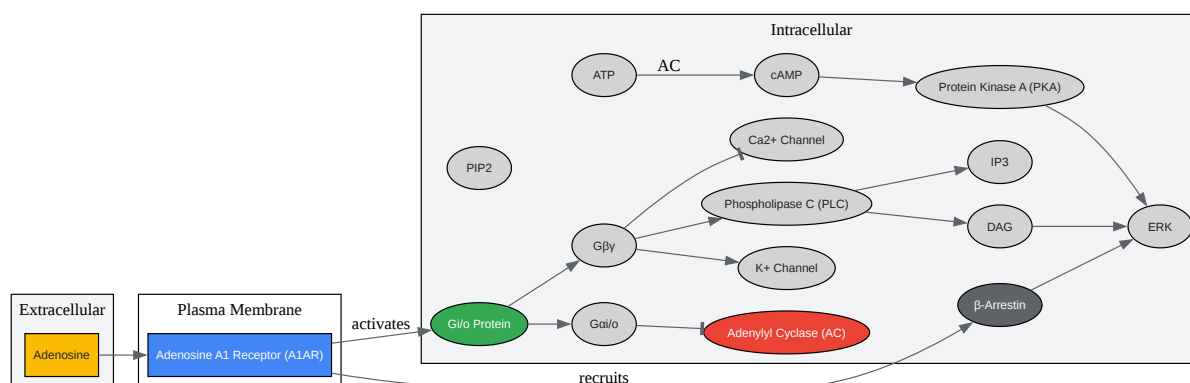 Intracellular
ATP
AC
cAMP
Protein Kinase A (PKA)
Ca2+ Channel
PIP2
IP3
Phospholipase C (PLC)
DAG
ERK
Gβγ
K+ Channel
Extracellular
Plasma Membrane
activates
Gi/o Protein
Gαi/o
Adenylyl Cyclase (AC)
β-Arrestin
Adenosine
Adenosine A1 Receptor (A1AR)
recruits